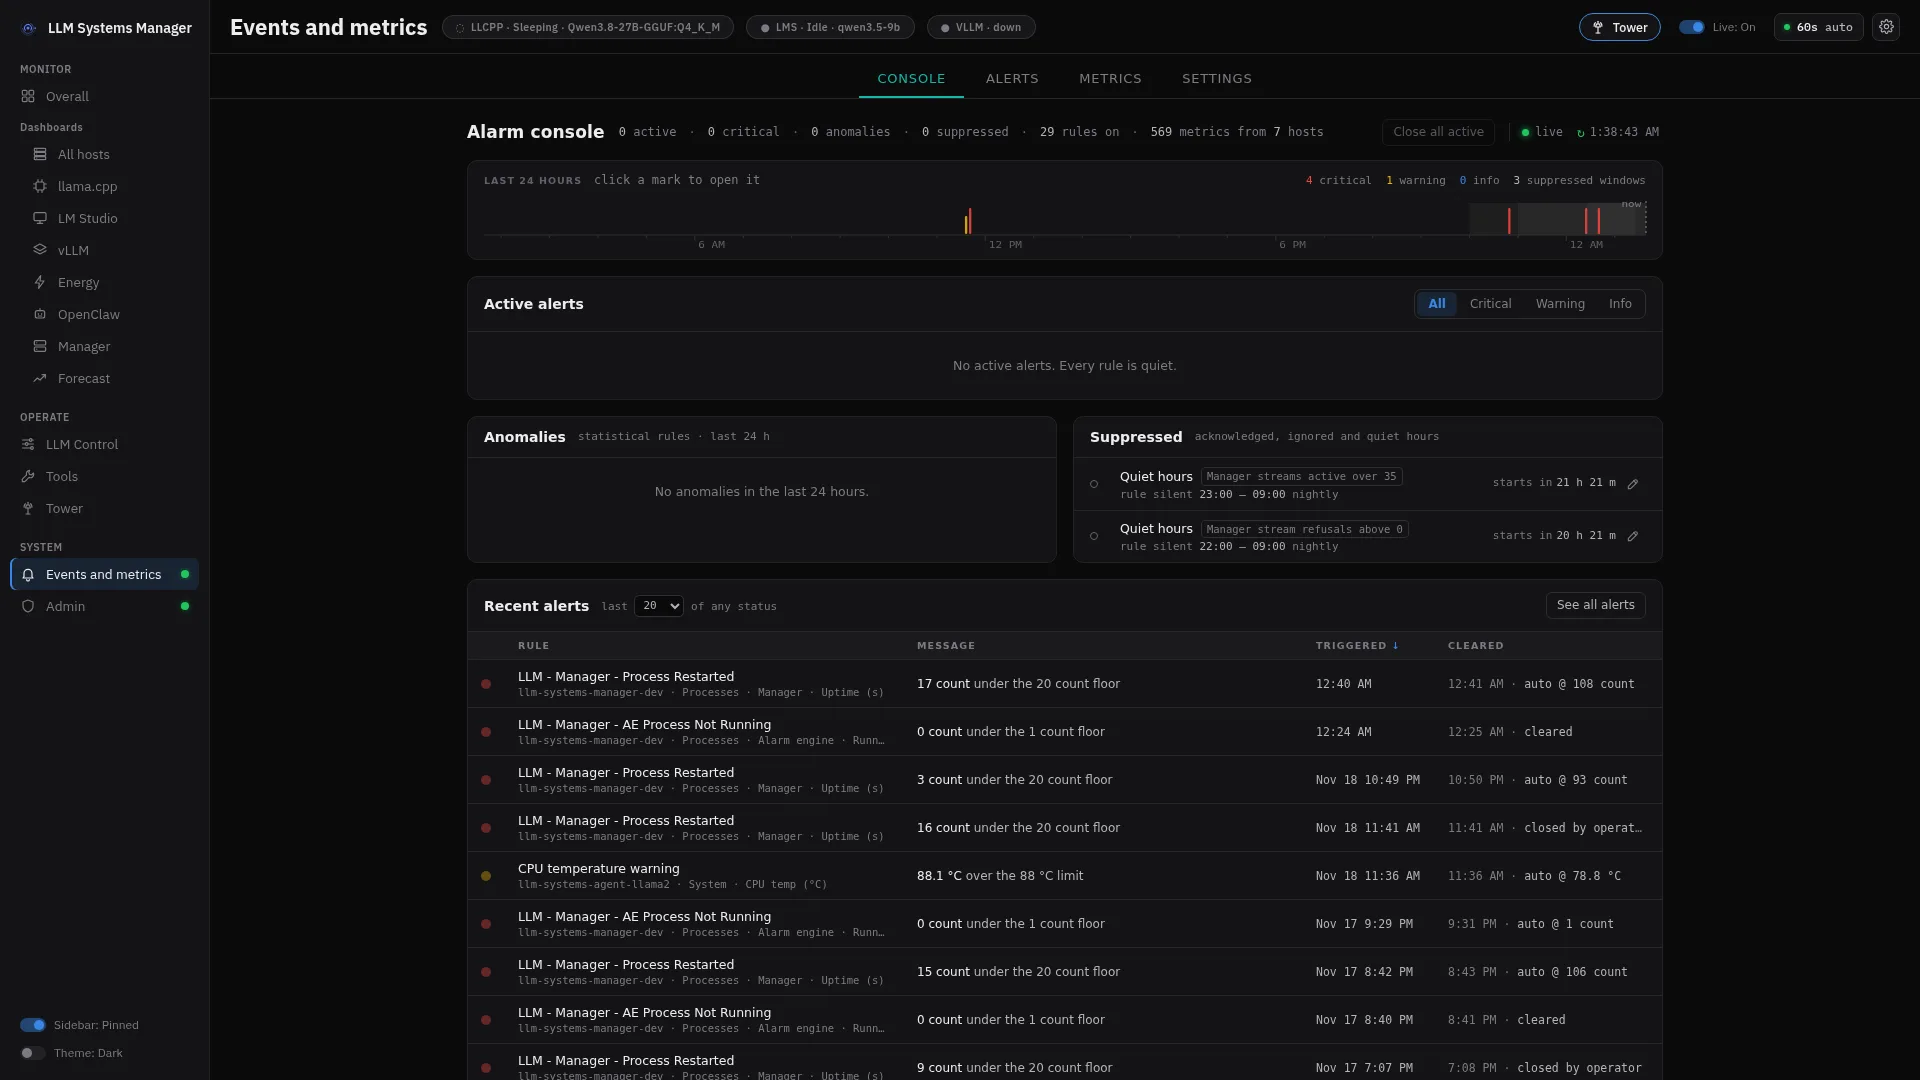 LLM Systems Manager
MONITOR
Overall
Dashboards
All hosts
llama.cpp
LM Studio
vLLM
Energy
OpenClaw
Manager
Forecast
OPERATE
LLM Control
Tools
Tower
SYSTEM
Events and metrics
Admin
Sidebar: Pinned
Theme: Dark
Events and metrics
LLCPP · Sleeping · Qwen3.8-27B-GGUF:Q4_K_M
LMS · Idle · qwen3.5-9b
VLLM · down
Tower
Live: On
60s auto
CONSOLE ALERTS METRICS SETTINGS
Alarm console 0 active · 0 critical · 0 anomalies · 0 suppressed · 29 rules on · 569 metrics from 7 hosts
Close all active
live
↻ 1:38:43 AM
LAST 24 HOURS click a mark to open it
4 critical 1 warning 0 info 3 suppressed windows
now
6 AM 12 PM 6 PM 12 AM
Active alerts
All Critical Warning Info
No active alerts. Every rule is quiet.
Anomalies statistical rules · last 24 h
No anomalies in the last 24 hours.
Suppressed acknowledged, ignored and quiet hours
Quiet hours Manager streams active over 35
rule silent 23:00 — 09:00 nightly
starts in 21 h 21 m
Quiet hours Manager stream refusals above 0
rule silent 22:00 — 09:00 nightly
starts in 20 h 21 m
Recent alerts last 20 of any status
See all alerts
RULE MESSAGE TRIGGERED ↓ CLEARED
LLM - Manager - Process Restarted
llm-systems-manager-dev · Processes · Manager · Uptime (s)
17 count under the 20 count floor
12:40 AM
12:41 AM · auto @ 108 count
LLM - Manager - AE Process Not Running
llm-systems-manager-dev · Processes · Alarm engine · Runn…
0 count under the 1 count floor
12:24 AM
12:25 AM · cleared
LLM - Manager - Process Restarted
llm-systems-manager-dev · Processes · Manager · Uptime (s)
3 count under the 20 count floor
Nov 18 10:49 PM
10:50 PM · auto @ 93 count
LLM - Manager - Process Restarted
llm-systems-manager-dev · Processes · Manager · Uptime (s)
16 count under the 20 count floor
Nov 18 11:41 AM
11:41 AM · closed by operat…
CPU temperature warning
llm-systems-agent-llama2 · System · CPU temp (°C)
88.1 °C over the 88 °C limit
Nov 18 11:36 AM
11:36 AM · auto @ 78.8 °C
LLM - Manager - AE Process Not Running
llm-systems-manager-dev · Processes · Alarm engine · Runn…
0 count under the 1 count floor
Nov 17 9:29 PM
9:31 PM · auto @ 1 count
LLM - Manager - Process Restarted
llm-systems-manager-dev · Processes · Manager · Uptime (s)
15 count under the 20 count floor
Nov 17 8:42 PM
8:43 PM · auto @ 106 count
LLM - Manager - AE Process Not Running
llm-systems-manager-dev · Processes · Alarm engine · Runn…
0 count under the 1 count floor
Nov 17 8:40 PM
8:41 PM · cleared
LLM - Manager - Process Restarted
llm-systems-manager-dev · Processes · Manager · Uptime (s)
9 count under the 20 count floor
Nov 17 7:07 PM
7:08 PM · closed by operator